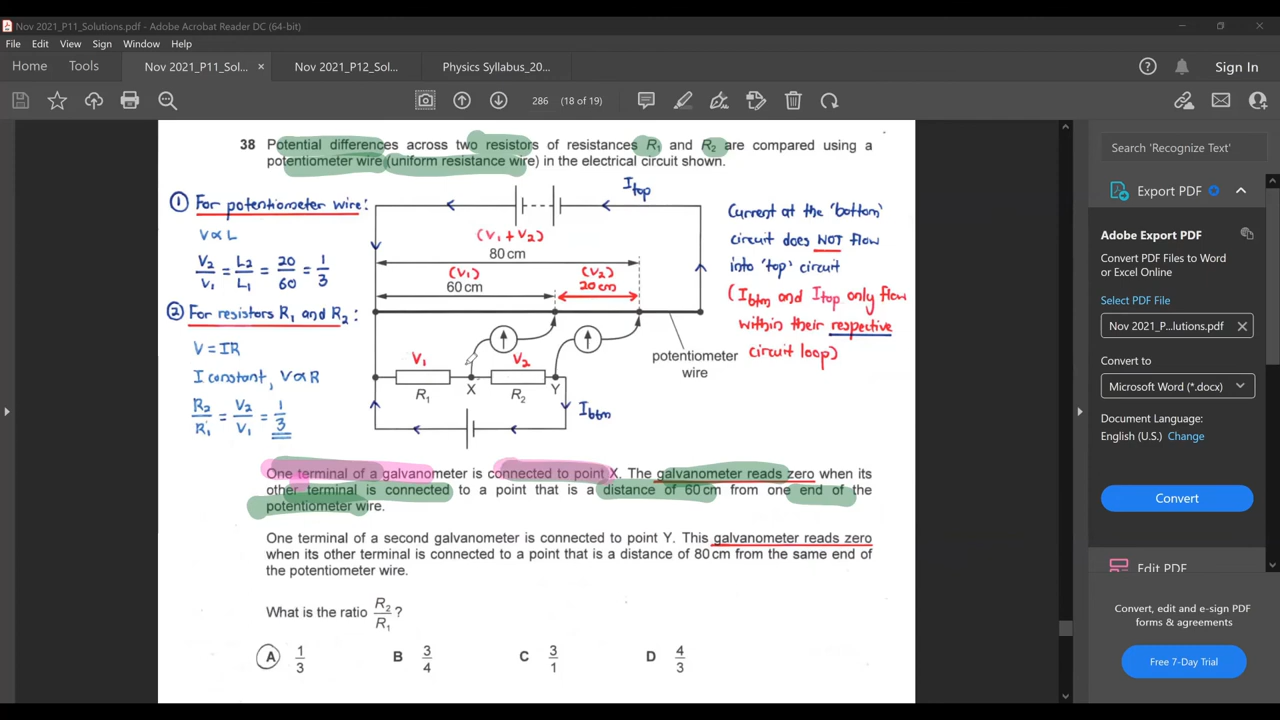 Nov 2021_P11_Solutions.pdf - Adobe Acrobat Reader DC (64-bit)
File Edit View Sign Window Help
Home Tools Nov 2021_P11_Sol... × Nov 2021_P12_Sol... Physics Syllabus_20... Sign In
286 (18 of 19)
38 Potential differences across two resistors of resistances R1 and R2 are compared using a
potentiometer wire (uniform resistance wire) in the electrical circuit shown.
① For potentiometer wire:
V ∝ L
V2/V1 = L2/L1 = 20/60 = 1/3
② For resistors R1 and R2:
V = IR
I constant, V ∝ R
R2/R1 = V2/V1 = 1/3
Itop
(V1 + V2)
80 cm
(V1) (V2)
60 cm 20 cm
V1 V2
R1 X R2 Y
potentiometer
wire
Ibtm
Current at the 'bottom'
circuit does NOT flow
into 'top' circuit
(Ibtm and Itop only flow
within their respective
circuit loop)
One terminal of a galvanometer is connected to point X. The galvanometer reads zero when its
other terminal is connected to a point that is a distance of 60 cm from one end of the
potentiometer wire.
One terminal of a second galvanometer is connected to point Y. This galvanometer reads zero
when its other terminal is connected to a point that is a distance of 80 cm from the same end of
the potentiometer wire.
What is the ratio R2/R1?
A 1/3 B 3/4 C 3/1 D 4/3
Search 'Recognize Text'
Export PDF
Adobe Export PDF
Convert PDF Files to Word
or Excel Online
Select PDF File
Nov 2021_P...lutions.pdf ×
Convert to
Microsoft Word (*.docx)
Document Language:
English (U.S.) Change
Convert
Edit PDF
Convert, edit and e-sign PDF
forms & agreements
Free 7-Day Trial